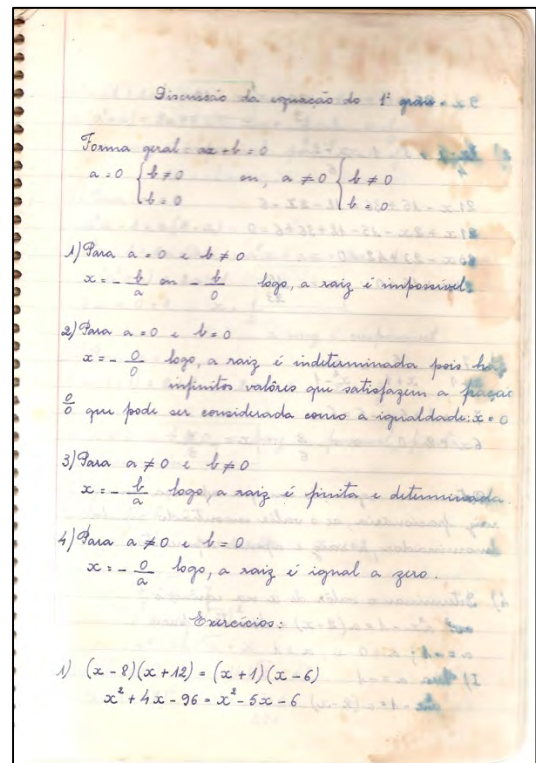 Discussão da equação do 1º grau
Forma geral = ax + b = 0
a = 0 { b ≠ 0 ou, a ≠ 0 { b ≠ 0
b = 0 b = 0
1) Para a = 0 e b ≠ 0
x = - b/a ou - b/0 logo, a raiz é impossível.
2) Para a = 0 e b = 0
x = - 0/0 logo, a raiz é indeterminada pois há
infinitos valôres que satisfazem a fração
0/0 que pode ser considerada como a igualdade: x = 0
3) Para a ≠ 0 e b ≠ 0
x = - b/a logo, a raiz é finita e determinada.
4) Para a ≠ 0 e b = 0
x = - 0/a logo, a raiz é igual a zero.
Exercícios:
1) (x - 8)(x + 12) = (x + 1)(x - 6)
x² + 4x - 96 = x² - 5x - 6